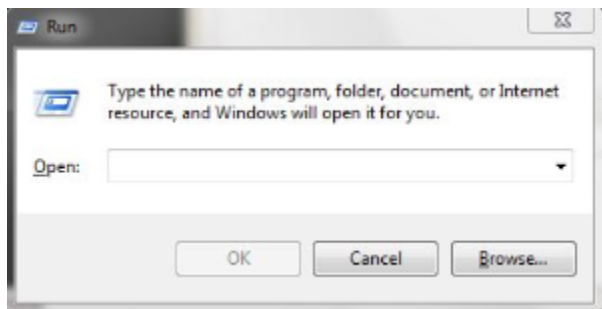 Run
Type the name of a program, folder, document, or Internet
resource, and Windows will open it for you.
Open:
OK
Cancel
Browse...